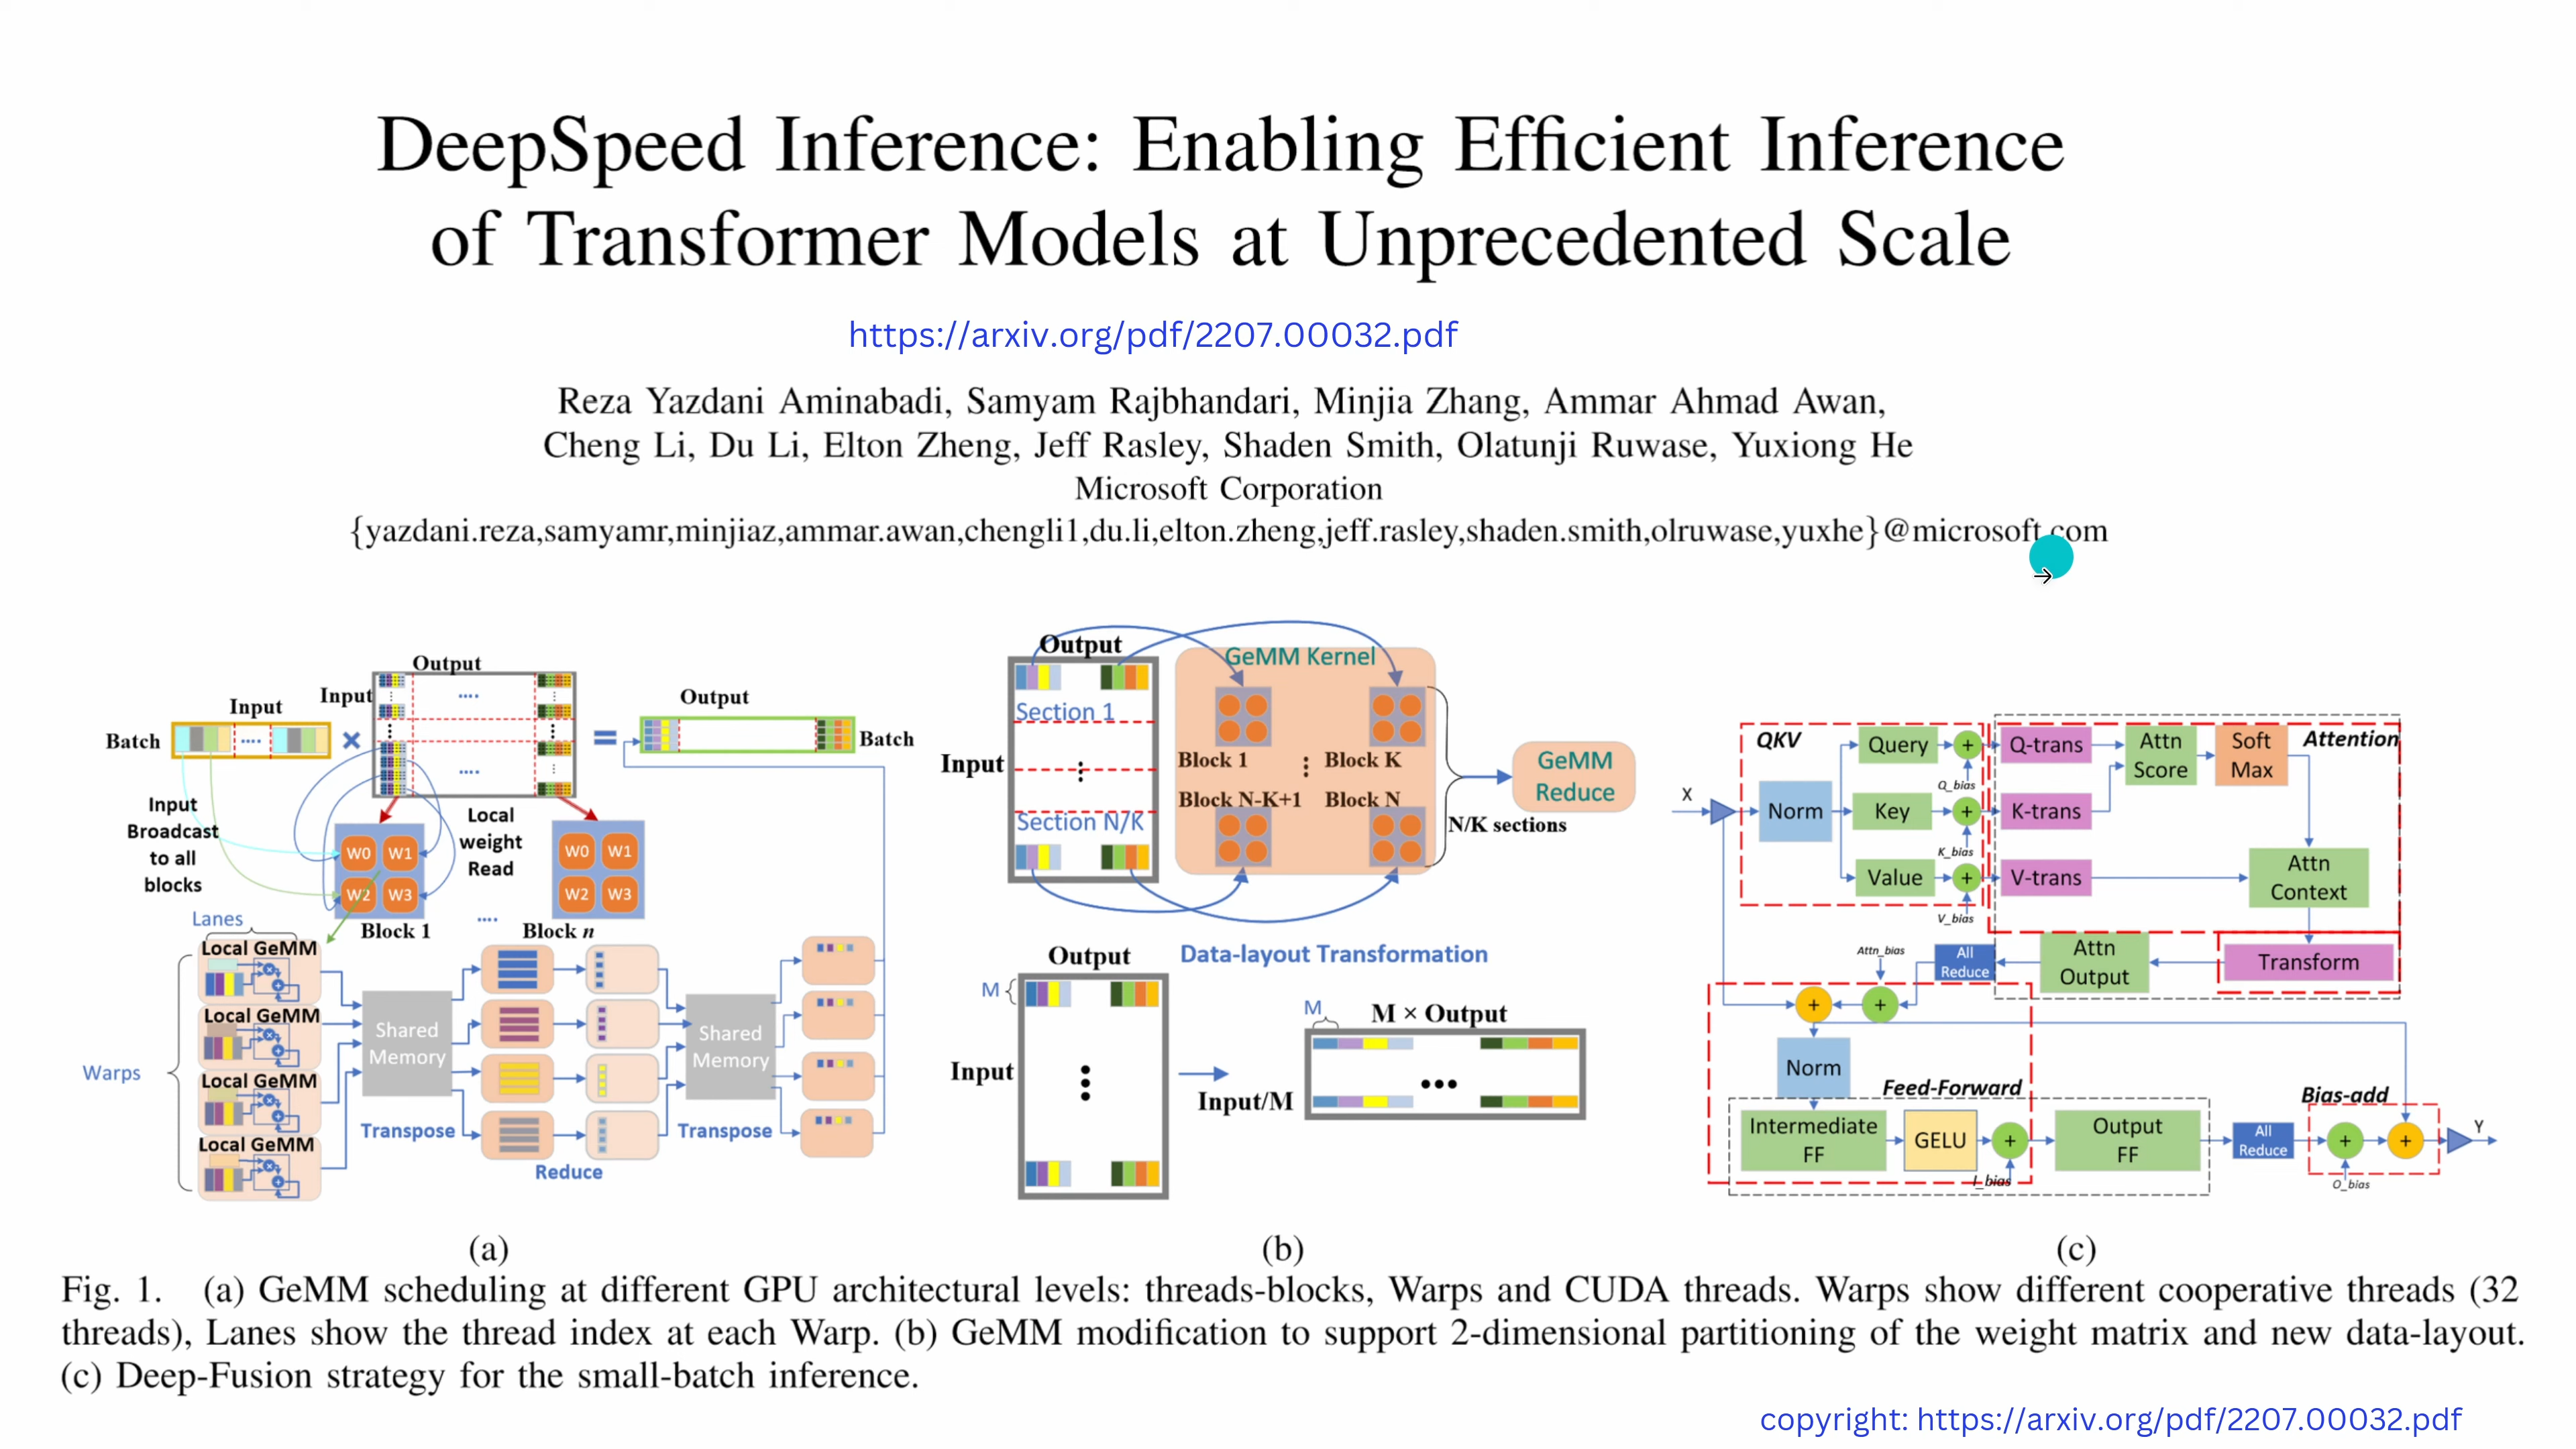 DeepSpeed Inference: Enabling Efficient Inference
of Transformer Models at Unprecedented Scale
https://arxiv.org/pdf/2207.00032.pdf
Reza Yazdani Aminabadi, Samyam Rajbhandari, Minjia Zhang, Ammar Ahmad Awan,
Cheng Li, Du Li, Elton Zheng, Jeff Rasley, Shaden Smith, Olatunji Ruwase, Yuxiong He
Microsoft Corporation
{yazdani.reza,samyamr,minjiaz,ammar.awan,chengli1,du.li,elton.zheng,jeff.rasley,shaden.smith,olruwase,yuxhe}@microsoft.com
Output
Input
Input
Output
Batch
Batch
Input
Broadcast
to all
blocks
Local
weight
Read
W0 W1
W2 W3
W0 W1
W2 W3
Block 1
Block n
Lanes
Warps
Local GeMM
Local GeMM
Local GeMM
Local GeMM
Shared
Memory
Transpose
Reduce
Shared
Memory
Transpose
(a)
Output
GeMM Kernel
Section 1
Input
Block 1
Block K
Block N-K+1
Block N
Section N/K
N/K sections
GeMM
Reduce
Data-layout Transformation
Output
M
Input
Input/M
M
M × Output
(b)
QKV
X
Norm
Query
Key
Value
+
+
+
Q_bias
K_bias
V_bias
Attention
Q-trans
K-trans
V-trans
Attn
Score
Soft
Max
Attn
Context
Transform
Attn
Output
All
Reduce
Attn_bias
+
+
Norm
Feed-Forward
Intermediate
FF
GELU
+
I_bias
Output
FF
All
Reduce
Bias-add
+
+
O_bias
Y
(c)
Fig. 1. (a) GeMM scheduling at different GPU architectural levels: threads-blocks, Warps and CUDA threads. Warps show different cooperative threads (32
threads), Lanes show the thread index at each Warp. (b) GeMM modification to support 2-dimensional partitioning of the weight matrix and new data-layout.
(c) Deep-Fusion strategy for the small-batch inference.
copyright: https://arxiv.org/pdf/2207.00032.pdf